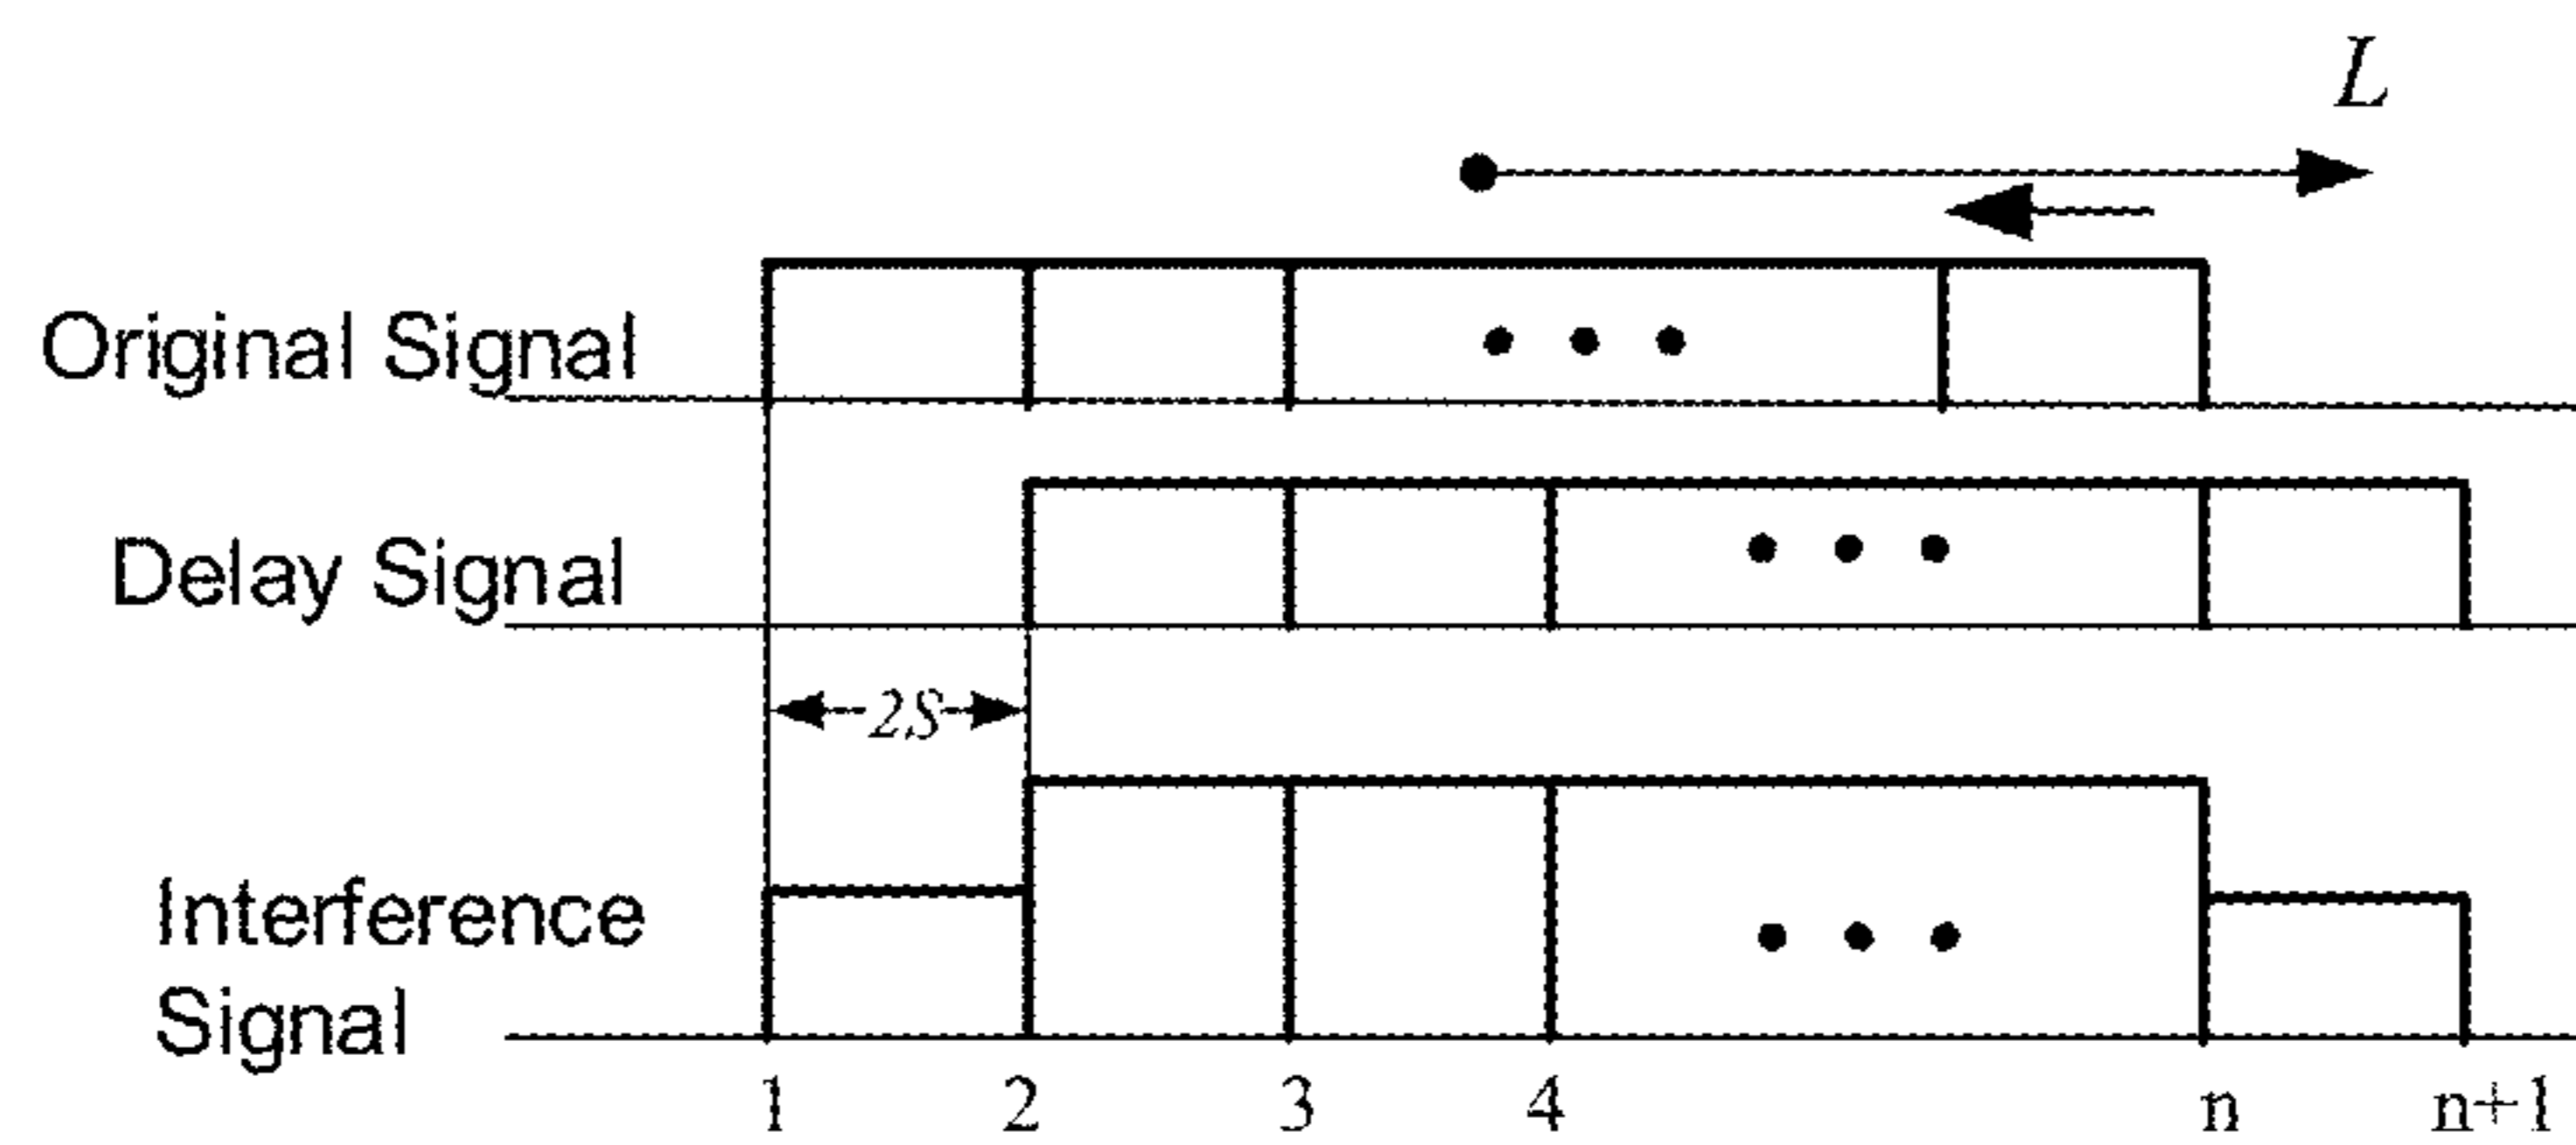 L
Original Signal
Delay Signal
2S
Interference
Signal
1 2 3 4 n n+1